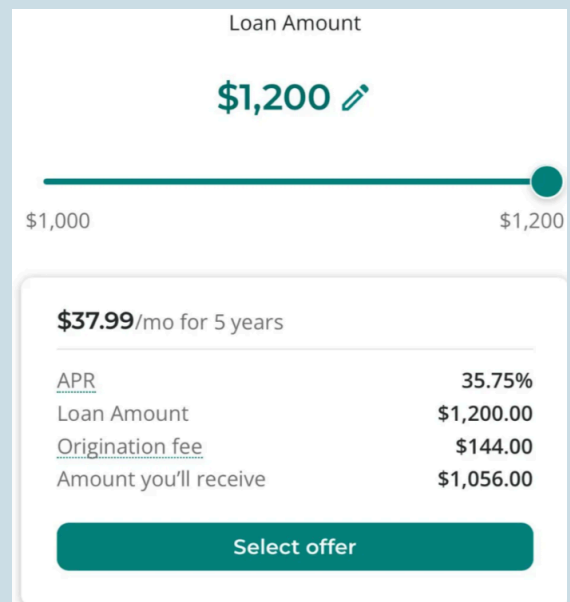 Loan Amount
$1,200
$1,000 $1,200
$37.99/mo for 5 years
APR 35.75%
Loan Amount $1,200.00
Origination fee $144.00
Amount you’ll receive $1,056.00
Select offer